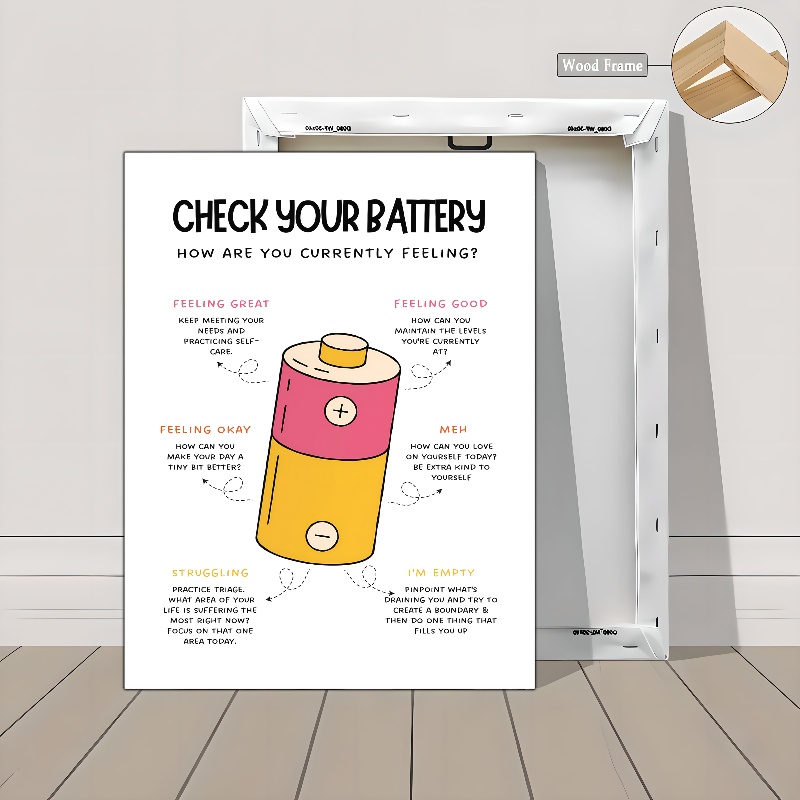 Wood Frame
CHECK YOUR BATTERY
HOW ARE YOU CURRENTLY FEELING?
FEELING GREAT
KEEP MEETING YOUR
NEEDS AND
PRACTICING SELF-
CARE.
FEELING GOOD
HOW CAN YOU
MAINTAIN THE LEVELS
YOU'RE CURRENTLY
AT?
FEELING OKAY
HOW CAN YOU
MAKE YOUR DAY A
TINY BIT BETTER?
MEH
HOW CAN YOU LOVE
ON YOURSELF TODAY?
BE EXTRA KIND TO
YOURSELF
STRUGGLING
PRACTICE TRIAGE.
WHAT AREA OF YOUR
LIFE IS SUFFERING THE
MOST RIGHT NOW?
FOCUS ON THAT ONE
AREA TODAY.
I'M EMPTY
PINPOINT WHAT'S
DRAINING YOU AND TRY TO
CREATE A BOUNDARY &
THEN DO ONE THING THAT
FILLS YOU UP